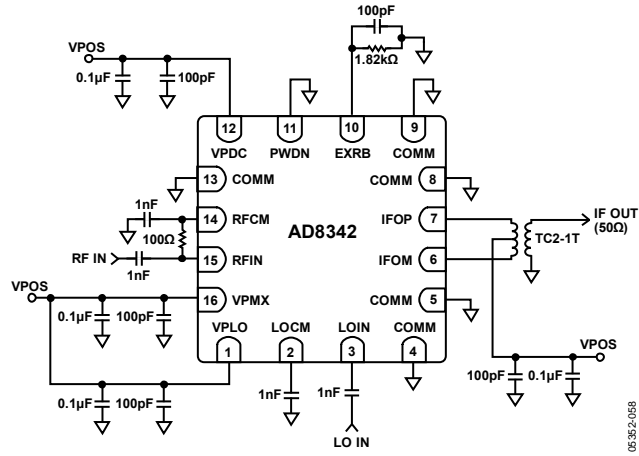 100pF
1.82kΩ
VPOS
0.1µF
100pF
12
11
10
9
VPDC
PWDN
EXRB
COMM
13
COMM
COMM
8
1nF
14
RFCM
IFOP
7
IF OUT
(50Ω)
100Ω
AD8342
TC2-1T
RF IN
15
RFIN
IFOM
6
1nF
VPOS
16
VPMX
COMM
5
0.1µF
100pF
VPLO
LOCM
LOIN
COMM
1
2
3
4
VPOS
0.1µF
100pF
1nF
1nF
100pF
0.1µF
LO IN
05352-058